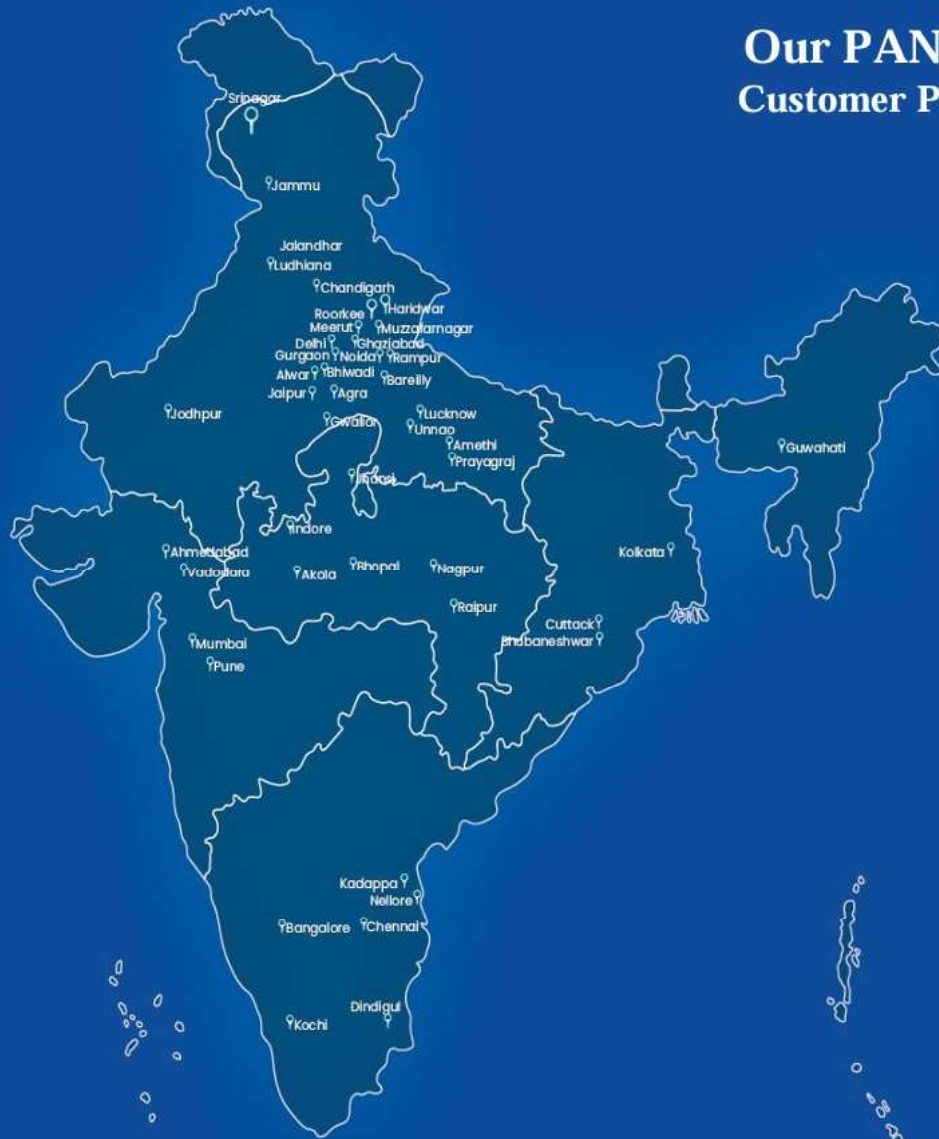 Our PAN
Customer P
Srinagar
Jammu
Jalandhar
Ludhiana
Chandigarh
Haridwar
Roorkee
Meerut
Muzzafarnagar
Delhi
Ghaziabad
Gurgaon
Noida
Rampur
Alwar
Bhiwadi
Bareilly
Jaipur
Agra
Jodhpur
Gwalior
Lucknow
Unnao
Amethi
Prayagraj
Guwahati
Jhansi
Indore
Ahmedabad
Vadodara
Akola
Bhopal
Nagpur
Kolkata
Raipur
Cuttack
Bhubaneshwar
Mumbai
Pune
Kadappa
Nellore
Bangalore
Chennai
Dindigul
Kochi